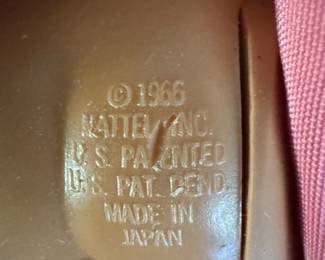 © 1966
MATTEL, INC.
U.S. PATENTED
U.S. PAT. PEND.
MADE IN
JAPAN